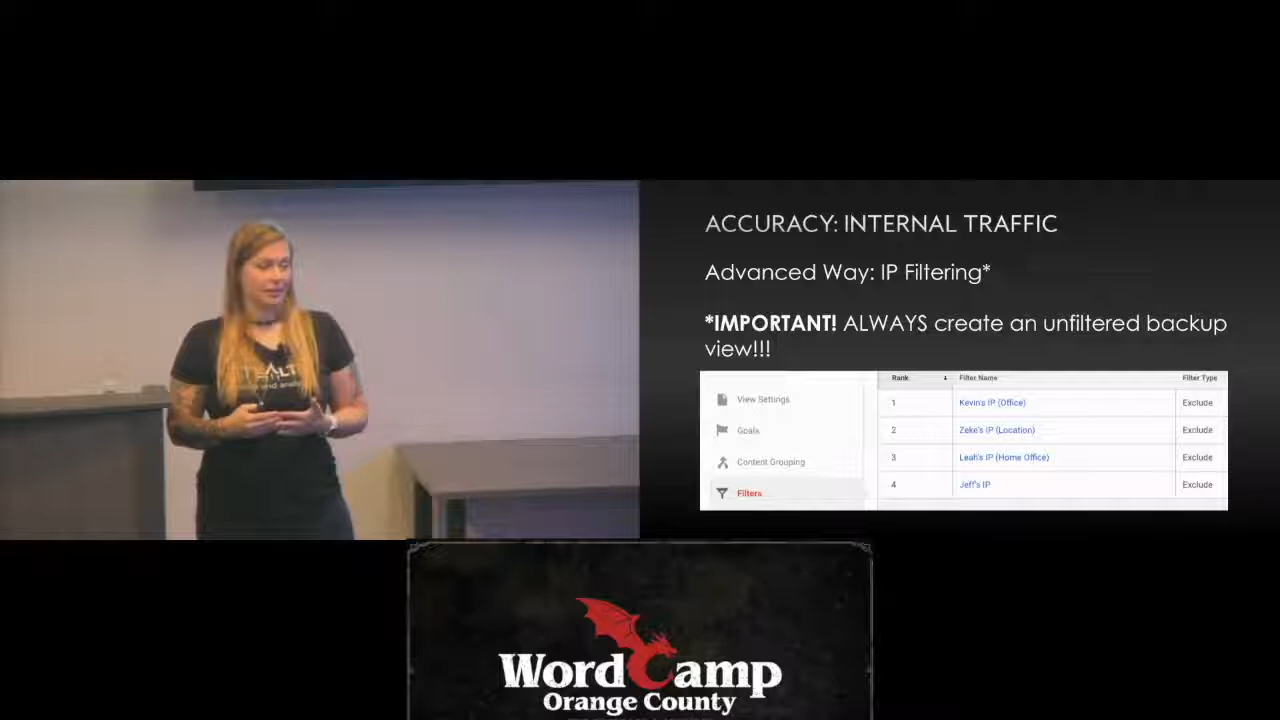 ACCURACY: INTERNAL TRAFFIC
Advanced Way: IP Filtering*
*IMPORTANT! ALWAYS create an unfiltered backup
view!!!
View Settings
Goals
Content Grouping
Filters
Rank Filter Name Filter Type
1 Kevin's IP (Office) Exclude
2 Zeke's IP (Location) Exclude
3 Leah's IP (Home Office) Exclude
4 Jeff's IP Exclude
WordCamp
Orange County